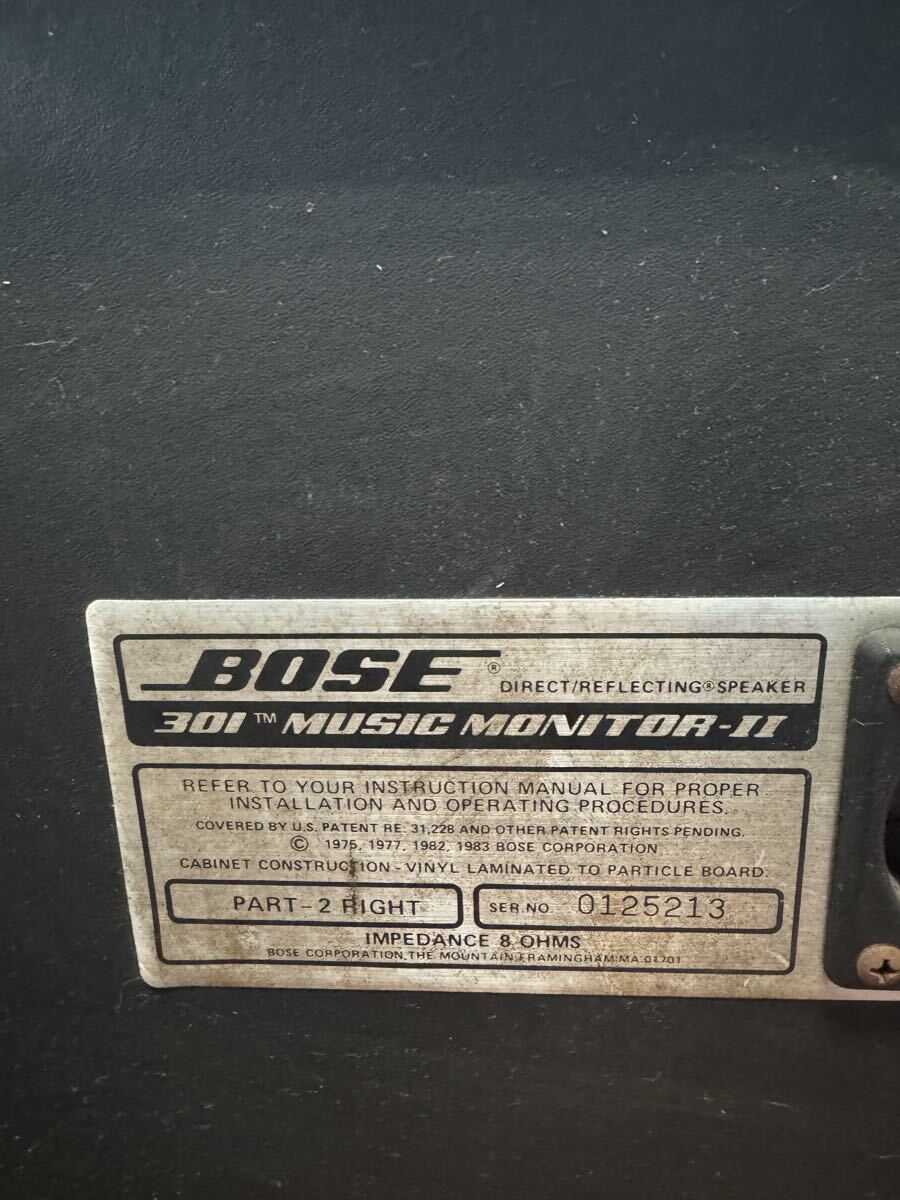 BOSE® DIRECT/REFLECTING® SPEAKER
301™ MUSIC MONITOR-II
REFER TO YOUR INSTRUCTION MANUAL FOR PROPER
INSTALLATION AND OPERATING PROCEDURES.
COVERED BY U.S. PATENT RE. 31,228 AND OTHER PATENT RIGHTS PENDING.
© 1975, 1977, 1982, 1983 BOSE CORPORATION
CABINET CONSTRUCTION - VINYL LAMINATED TO PARTICLE BOARD.
PART-2 RIGHT SER.NO. 0125213
IMPEDANCE 8 OHMS
BOSE CORPORATION, THE MOUNTAIN, FRAMINGHAM, MA 01701